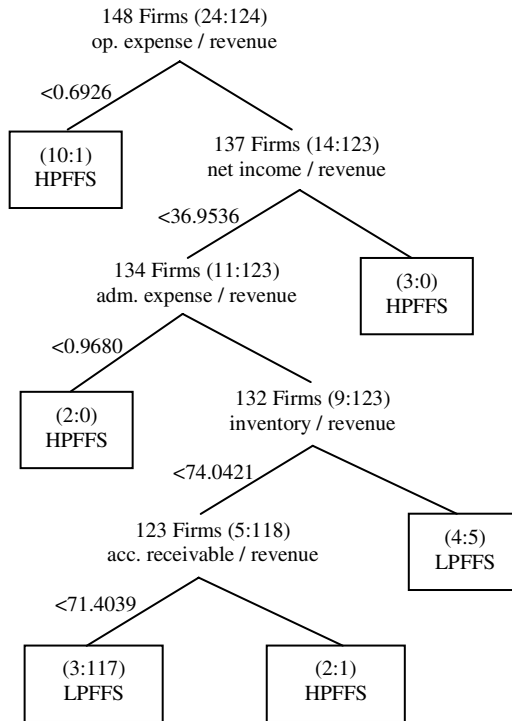 148 Firms (24:124)
op. expense / revenue
<0.6926
(10:1)
HPFFS
137 Firms (14:123)
net income / revenue
<36.9536
134 Firms (11:123)
adm. expense / revenue
(3:0)
HPFFS
<0.9680
(2:0)
HPFFS
132 Firms (9:123)
inventory / revenue
<74.0421
123 Firms (5:118)
acc. receivable / revenue
(4:5)
LPFFS
<71.4039
(3:117)
LPFFS
(2:1)
HPFFS